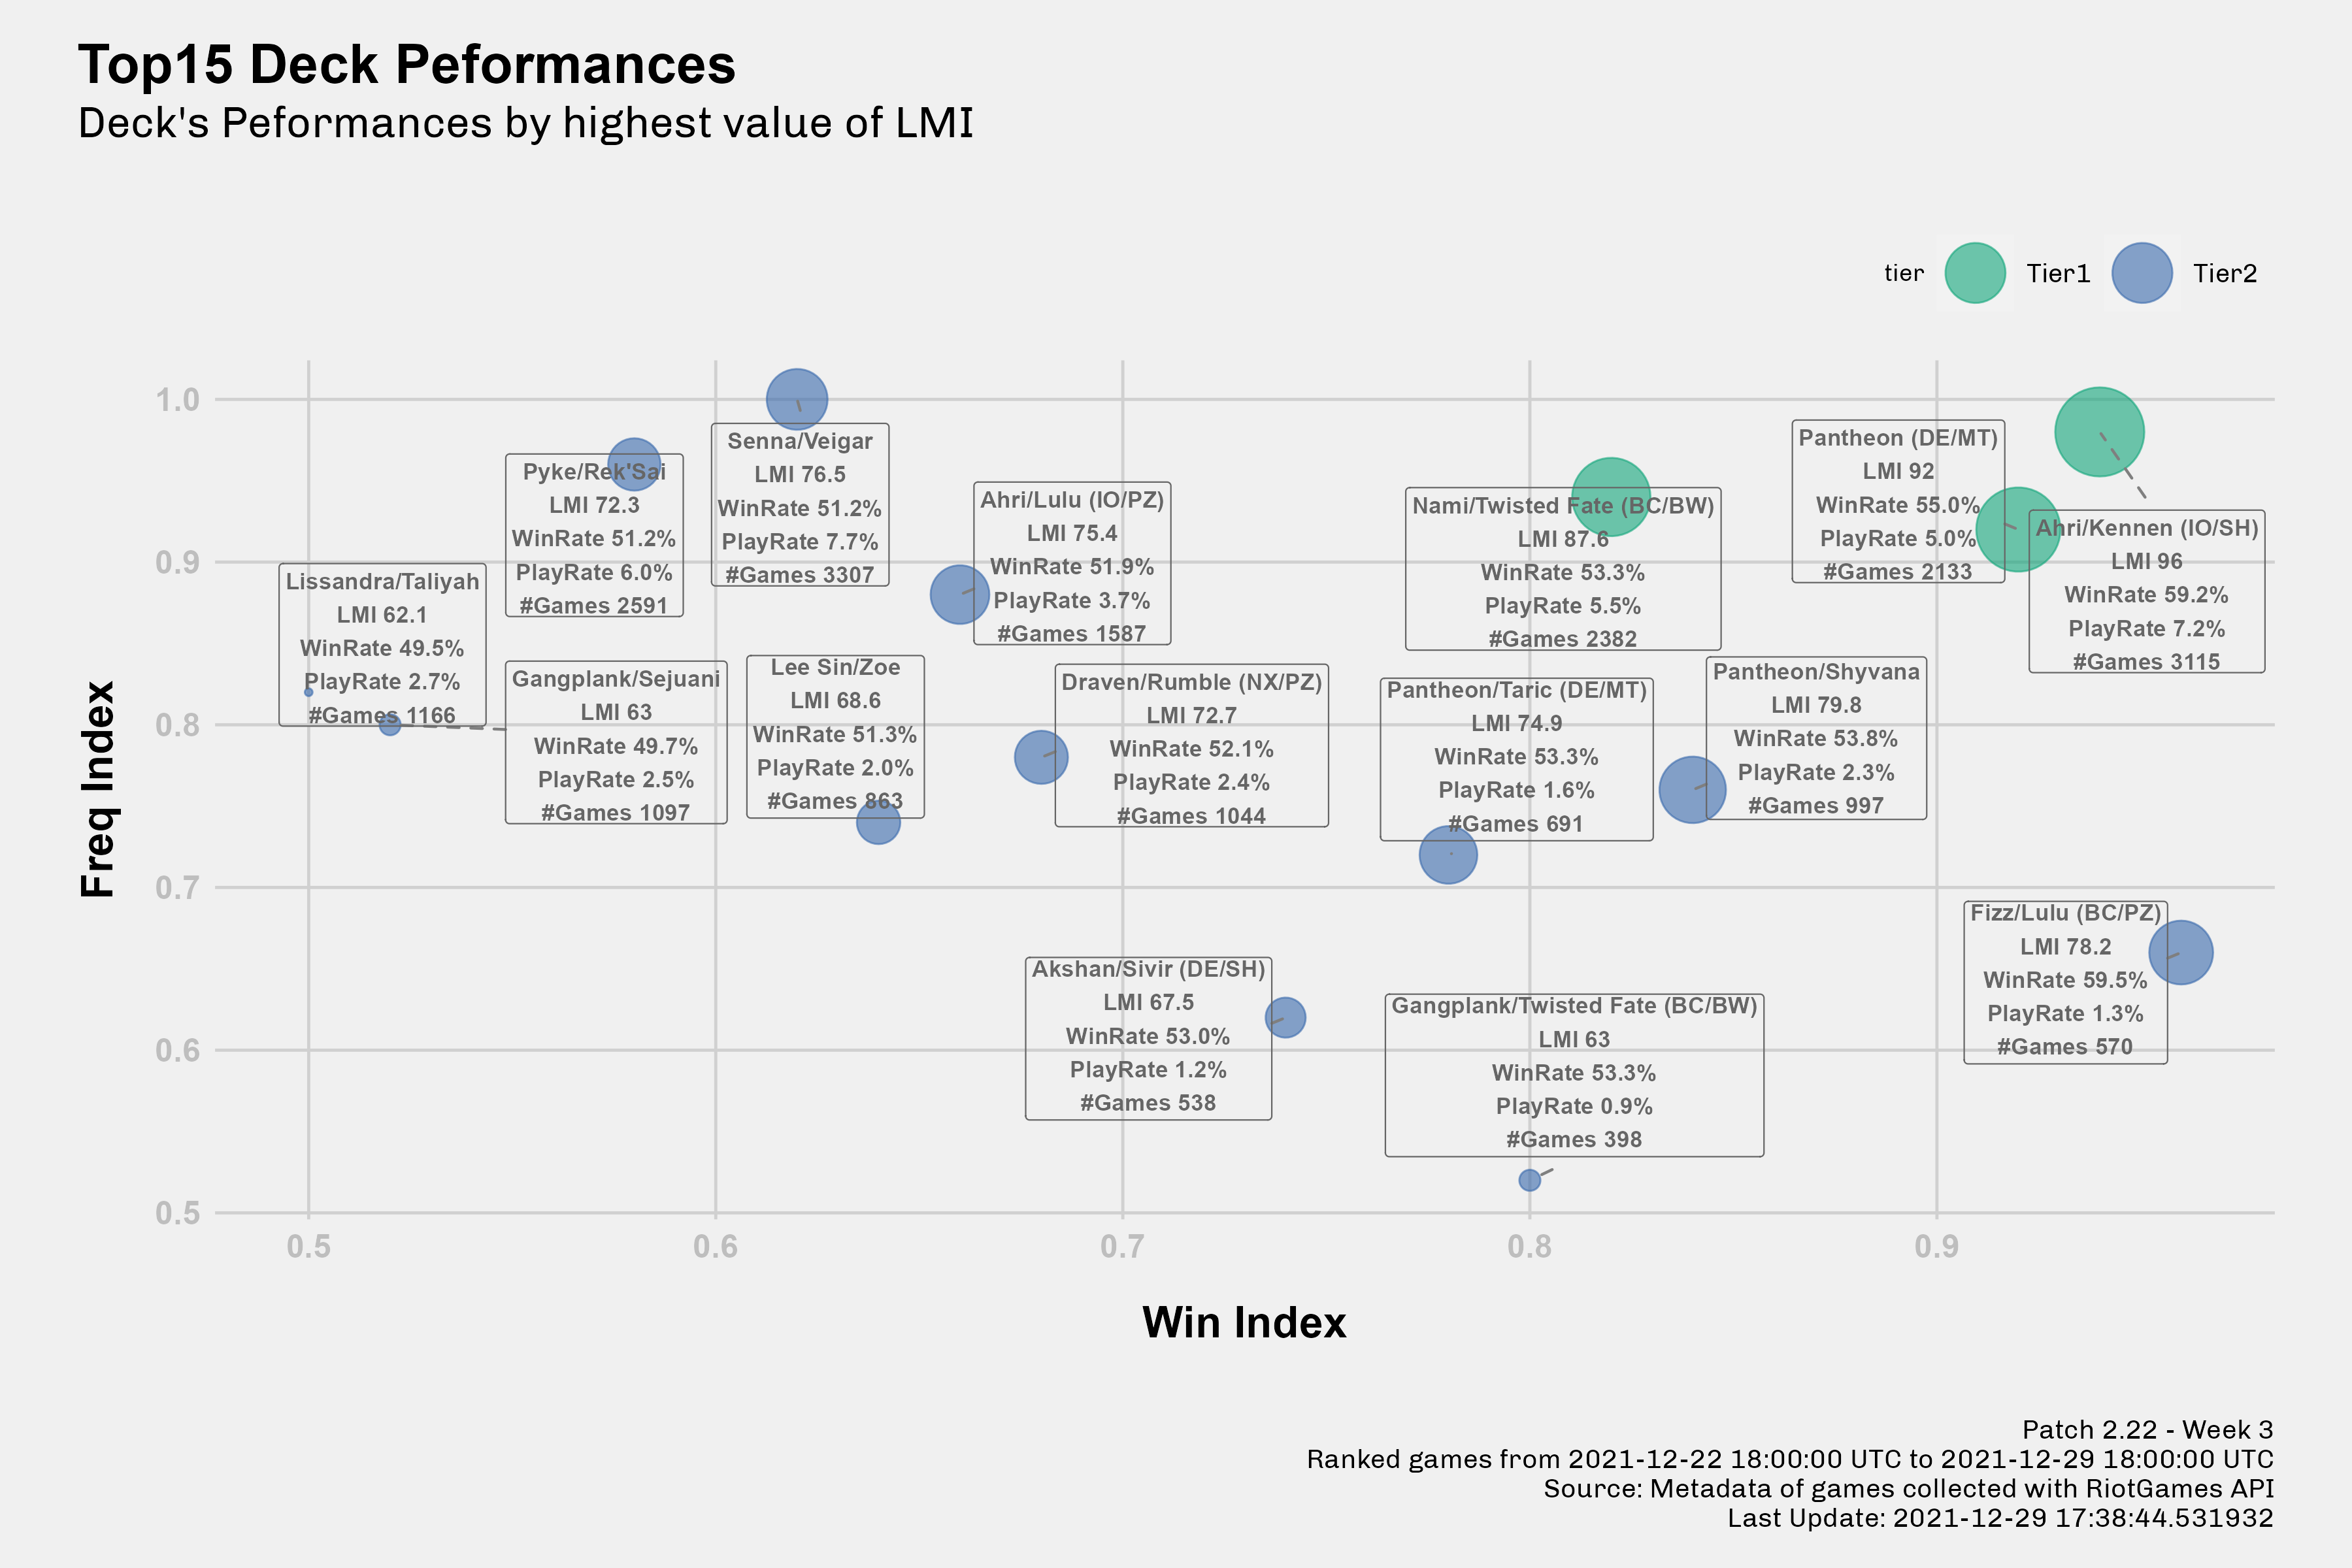 Top15 Deck Peformances
Deck's Peformances by highest value of LMI
tier
Tier1
Tier2
Freq Index
1.0
0.9
0.8
0.7
0.6
0.5
Senna/Veigar
LMI 76.5
WinRate 51.2%
PlayRate 7.7%
#Games 3307
Pyke/Rek'Sai
LMI 72.3
WinRate 51.2%
PlayRate 6.0%
#Games 2591
Ahri/Lulu (IO/PZ)
LMI 75.4
WinRate 51.9%
PlayRate 3.7%
#Games 1587
Nami/Twisted Fate (BC/BW)
LMI 87.6
WinRate 53.3%
PlayRate 5.5%
#Games 2382
Pantheon (DE/MT)
LMI 92
WinRate 55.0%
PlayRate 5.0%
#Games 2133
Ahri/Kennen (IO/SH)
LMI 96
WinRate 59.2%
PlayRate 7.2%
#Games 3115
Lissandra/Taliyah
LMI 62.1
WinRate 49.5%
PlayRate 2.7%
#Games 1166
Gangplank/Sejuani
LMI 63
WinRate 49.7%
PlayRate 2.5%
#Games 1097
Lee Sin/Zoe
LMI 68.6
WinRate 51.3%
PlayRate 2.0%
#Games 863
Draven/Rumble (NX/PZ)
LMI 72.7
WinRate 52.1%
PlayRate 2.4%
#Games 1044
Pantheon/Taric (DE/MT)
LMI 74.9
WinRate 53.3%
PlayRate 1.6%
#Games 691
Pantheon/Shyvana
LMI 79.8
WinRate 53.8%
PlayRate 2.3%
#Games 997
Akshan/Sivir (DE/SH)
LMI 67.5
WinRate 53.0%
PlayRate 1.2%
#Games 538
Gangplank/Twisted Fate (BC/BW)
LMI 63
WinRate 53.3%
PlayRate 0.9%
#Games 398
Fizz/Lulu (BC/PZ)
LMI 78.2
WinRate 59.5%
PlayRate 1.3%
#Games 570
0.5
0.6
0.7
0.8
0.9
Win Index
Patch 2.22 - Week 3
Ranked games from 2021-12-22 18:00:00 UTC to 2021-12-29 18:00:00 UTC
Source: Metadata of games collected with RiotGames API
Last Update: 2021-12-29 17:38:44.531932